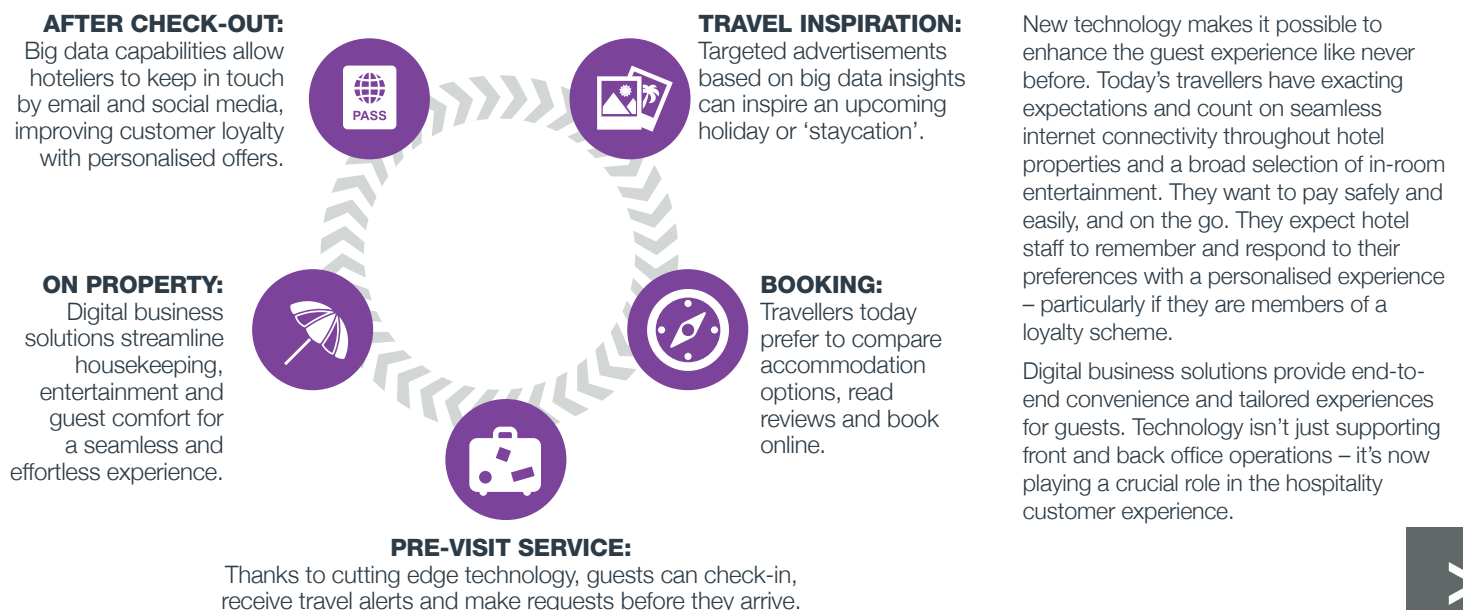 AFTER CHECK-OUT:
Big data capabilities allow
hoteliers to keep in touch
by email and social media,
improving customer loyalty
with personalised offers.
PASS
TRAVEL INSPIRATION:
Targeted advertisements
based on big data insights
can inspire an upcoming
holiday or ‘staycation’.
ON PROPERTY:
Digital business
solutions streamline
housekeeping,
entertainment and
guest comfort for
a seamless and
effortless experience.
BOOKING:
Travellers today
prefer to compare
accommodation
options, read
reviews and book
online.
PRE-VISIT SERVICE:
Thanks to cutting edge technology, guests can check-in,
receive travel alerts and make requests before they arrive.
New technology makes it possible to
enhance the guest experience like never
before. Today’s travellers have exacting
expectations and count on seamless
internet connectivity throughout hotel
properties and a broad selection of in-room
entertainment. They want to pay safely and
easily, and on the go. They expect hotel
staff to remember and respond to their
preferences with a personalised experience
– particularly if they are members of a
loyalty scheme.
Digital business solutions provide end-to-
end convenience and tailored experiences
for guests. Technology isn’t just supporting
front and back office operations – it’s now
playing a crucial role in the hospitality
customer experience.